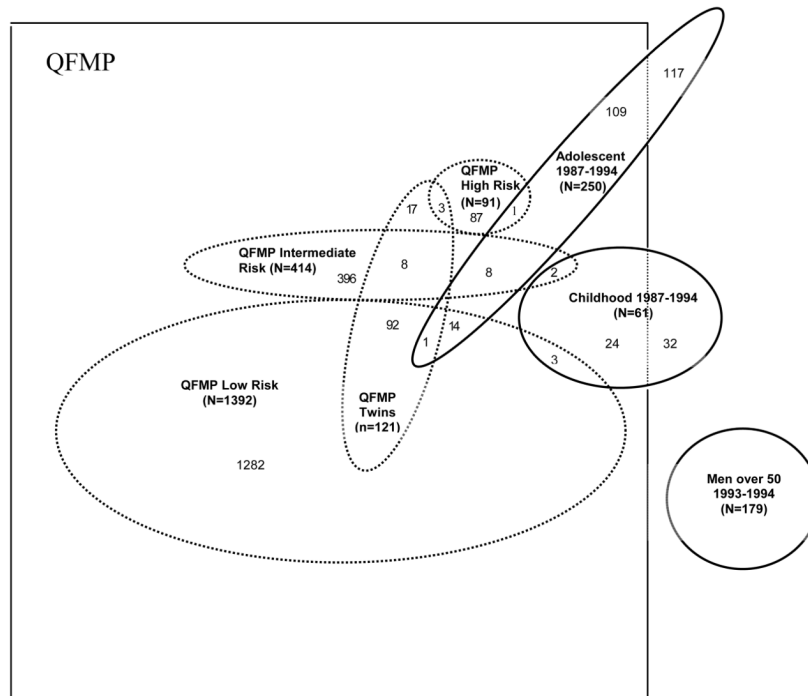 QFMP
117
109
Adolescent
1987-1994
(N=250)
QFMP
High Risk
(N=91)
17
3
87
1
QFMP Intermediate
Risk (N=414)
396
8
8
2
Childhood 1987-1994
(N=61)
24
32
3
92
14
1
QFMP Low Risk
(N=1392)
QFMP
Twins
(n=121)
1282
Men over 50
1993-1994
(N=179)